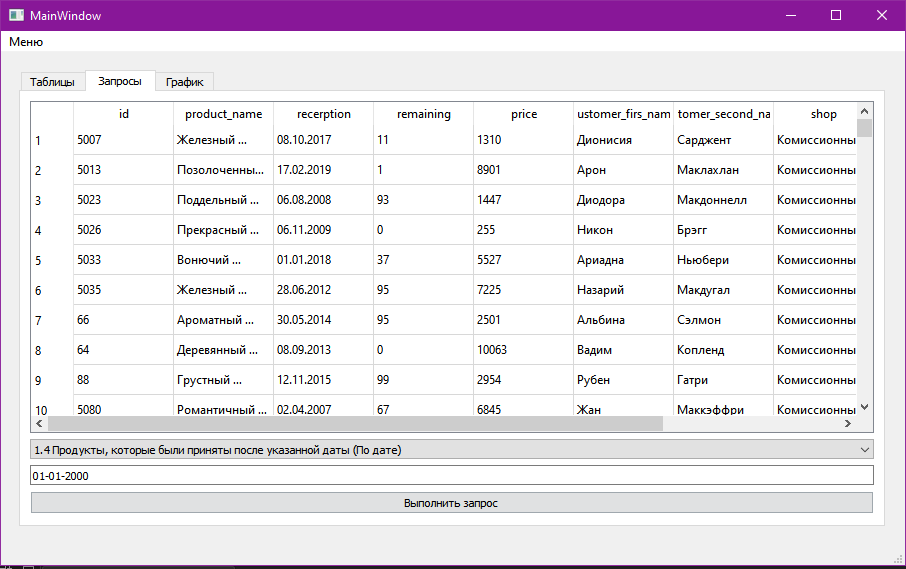 MainWindow
Меню
Таблицы Запросы График
id product_name recerption remaining price ustomer_firs_nam tomer_second_na shop
1 5007 Железный ... 08.10.2017 11 1310 Дионисия Сарджент Комиссионны
2 5013 Позолоченны... 17.02.2019 1 8901 Арон Маклахлан Комиссионны
3 5023 Поддельный ... 06.08.2008 93 1447 Диодора Макдоннелл Комиссионны
4 5026 Прекрасный ... 06.11.2009 0 255 Никон Брэгг Комиссионны
5 5033 Вонючий ... 01.01.2018 37 5527 Ариадна Ньюбери Комиссионны
6 5035 Железный ... 28.06.2012 95 7225 Назарий Макдугал Комиссионны
7 66 Ароматный ... 30.05.2014 95 2501 Альбина Сэлмон Комиссионны
8 64 Деревянный ... 08.09.2013 0 10063 Вадим Копленд Комиссионны
9 88 Грустный ... 12.11.2015 99 2954 Рубен Гатри Комиссионны
10 5080 Романтичный ... 02.04.2007 67 6845 Жан Маккэффри Комиссионны
1.4 Продукты, которые были приняты после указанной даты (По дате)
01-01-2000
Выполнить запрос